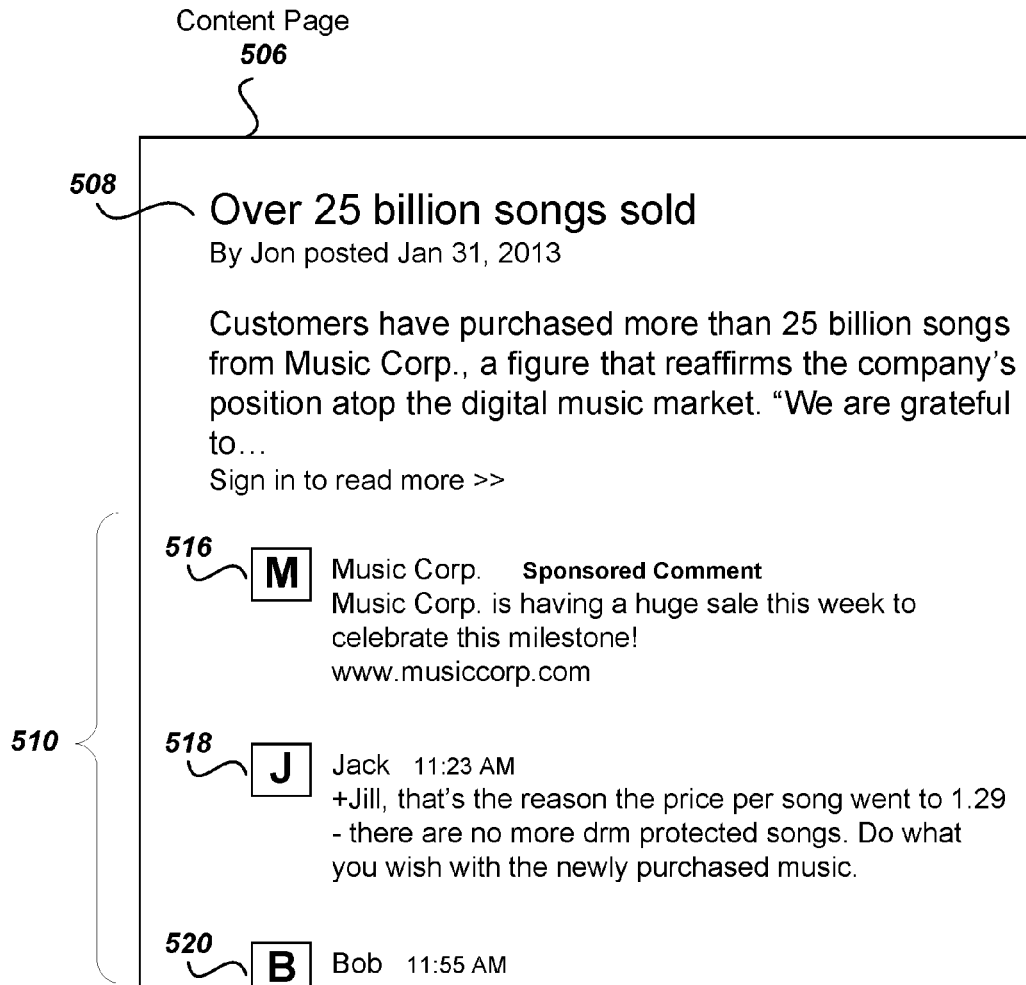 Content Page
506
508
Over 25 billion songs sold
By Jon posted Jan 31, 2013
Customers have purchased more than 25 billion songs
from Music Corp., a figure that reaffirms the company’s
position atop the digital music market. “We are grateful
to…
Sign in to read more >>
510
516
M
Music Corp. Sponsored Comment
Music Corp. is having a huge sale this week to
celebrate this milestone!
www.musiccorp.com
518
J
Jack 11:23 AM
+Jill, that’s the reason the price per song went to 1.29
- there are no more drm protected songs. Do what
you wish with the newly purchased music.
520
B
Bob 11:55 AM